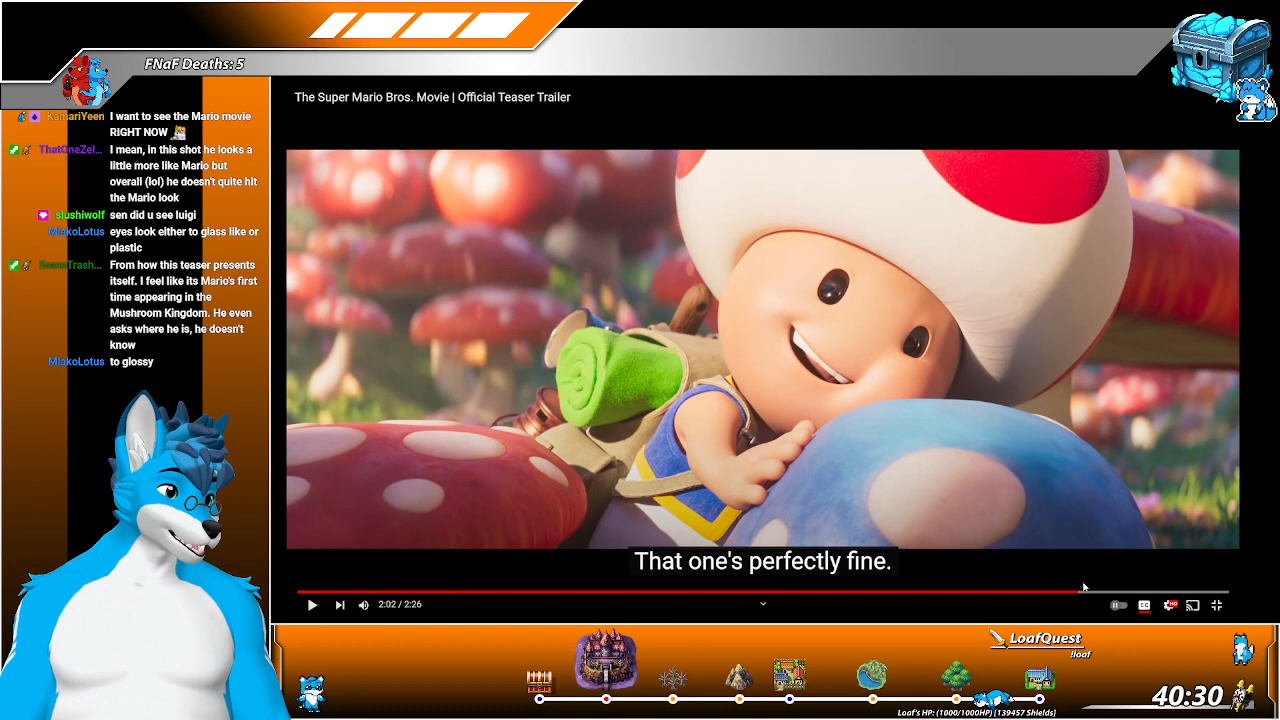 FNaF Deaths: 5
The Super Mario Bros. Movie | Official Teaser Trailer
KamariYeen I want to see the Mario movie
RIGHT NOW
ThatOneZel... I mean, in this shot he looks a
little more like Mario but
overall (lol) he doesn't quite hit
the Mario look
slushiwolf sen did u see luigi
MiakoLotus eyes look either to glass like or
plastic
From how this teaser presents
itself. I feel like its Mario's first
time appearing in the
Mushroom Kingdom. He even
asks where he is, he doesn't
know
MiakoLotus to glossy
That one's perfectly fine.
2:02 / 2:26
CC
HD
LoafQuest
!loaf
40:30
Loaf's HP: (1000/1000HP) [139457 Shields]